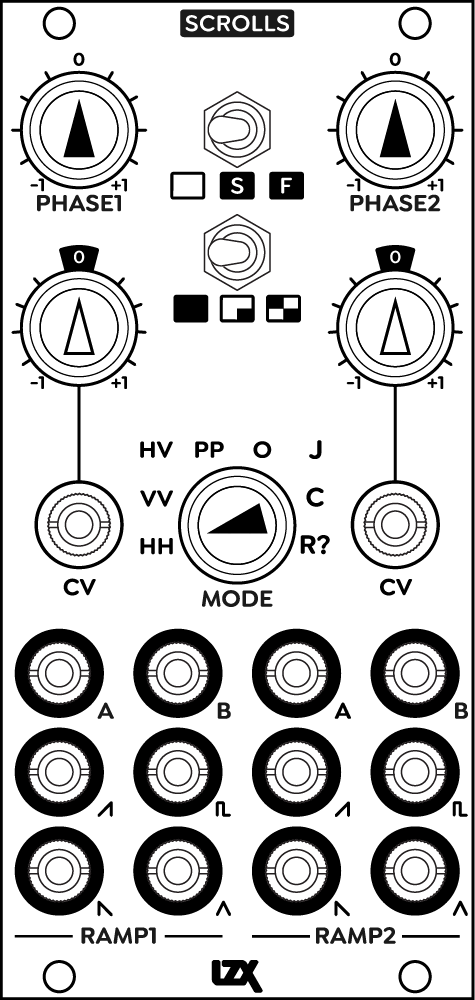 SCROLLS
0 0
-1 +1 -1 +1
PHASE1 PHASE2
S F
0 0
-1 +1 -1 +1
HV PP O J
VV C
HH R?
MODE
CV CV
A B A B
RAMP1 RAMP2
LZX